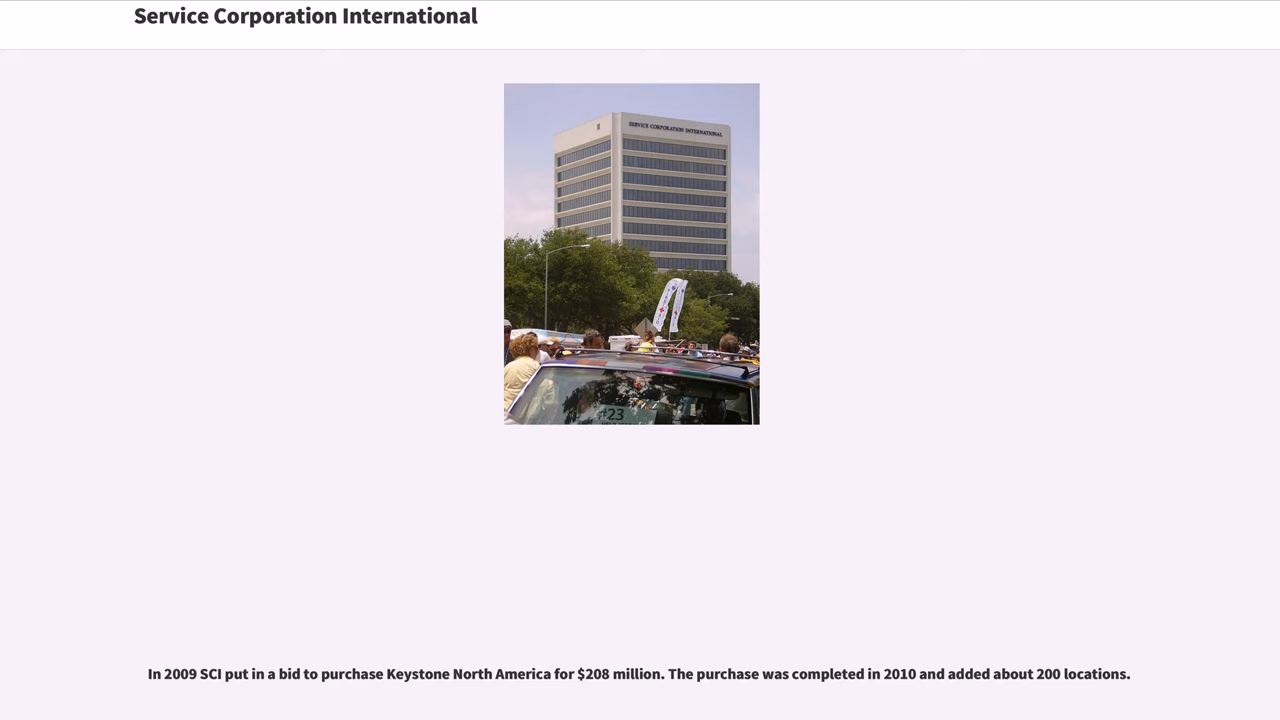 Service Corporation International
SERVICE CORPORATION INTERNATIONAL
#23
In 2009 SCI put in a bid to purchase Keystone North America for $208 million. The purchase was completed in 2010 and added about 200 locations.